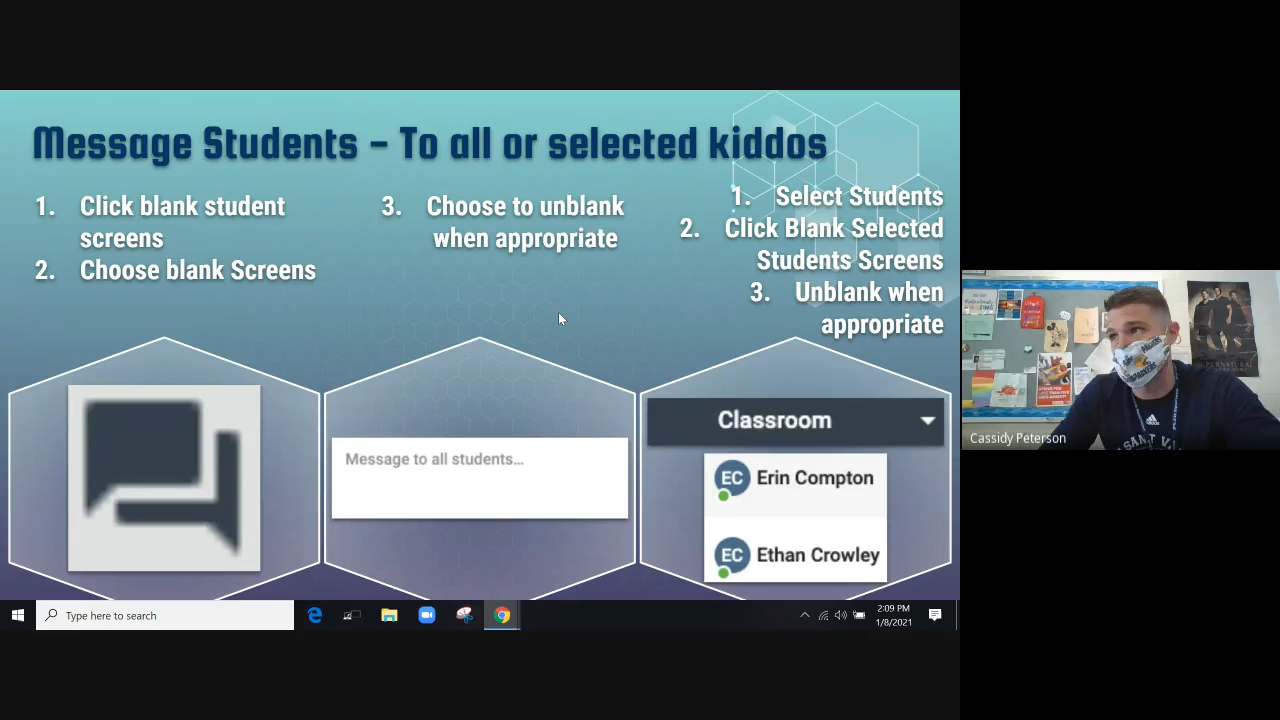 Message Students - To all or selected kiddos
1. Click blank student
screens
2. Choose blank Screens
3. Choose to unblank
when appropriate
1. Select Students
2. Click Blank Selected
Students Screens
3. Unblank when
appropriate
Message to all students...
Classroom
EC Erin Compton
EC Ethan Crowley
Cassidy Peterson
Type here to search
2:09 PM
1/8/2021